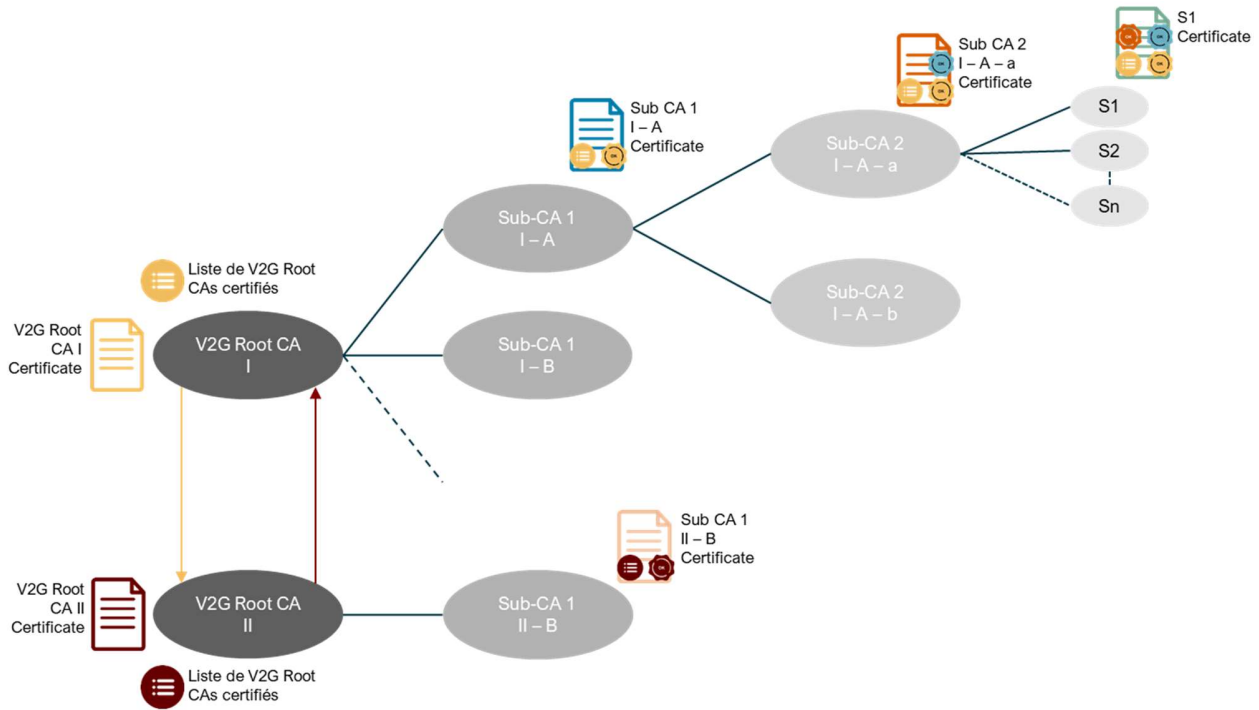 S1
Certificate
Sub CA 2
I – A – a
Certificate
Sub CA 1
I – A
Certificate
S1
Sub-CA 2
I – A – a
S2
Sn
Sub-CA 1
I – A
Liste de V2G Root
CAs certifiés
Sub-CA 2
I – A – b
V2G Root
CA I
Certificate
V2G Root CA
I
Sub-CA 1
I – B
Sub CA 1
II – B
Certificate
V2G Root
CA II
Certificate
V2G Root CA
II
Sub-CA 1
II – B
Liste de V2G Root
CAs certifiés